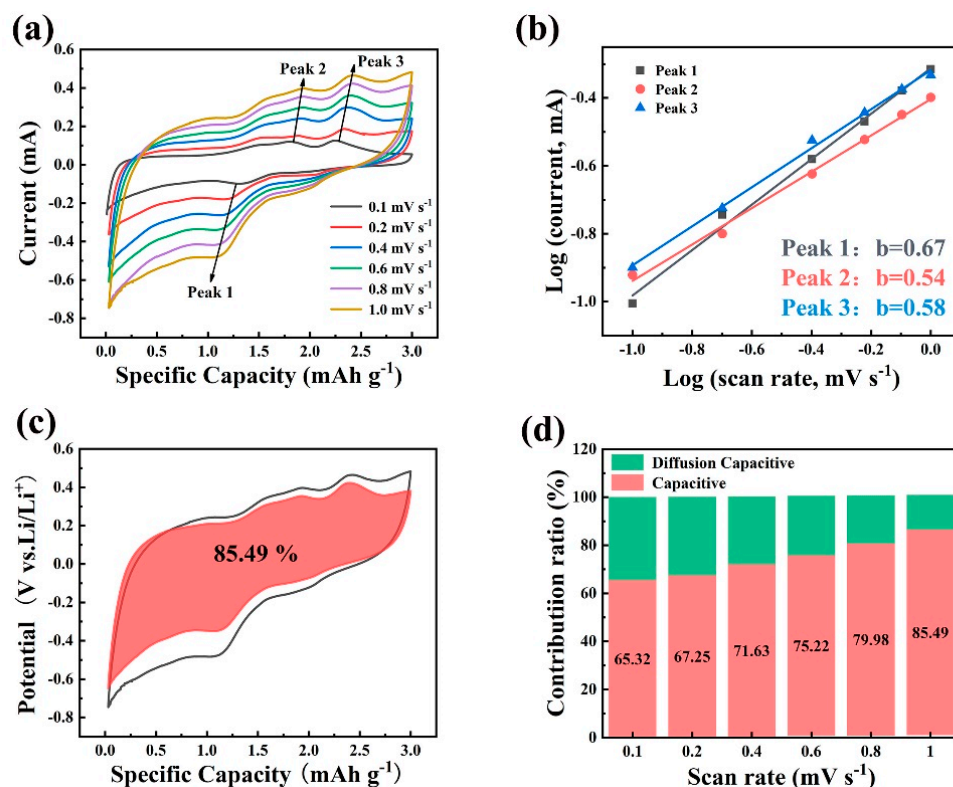 (a)
0.6
0.4
0.2
0.0
-0.2
-0.4
-0.6
-0.8
Current (mA)
Peak 2
Peak 3
Peak 1
0.1 mV s⁻¹
0.2 mV s⁻¹
0.4 mV s⁻¹
0.6 mV s⁻¹
0.8 mV s⁻¹
1.0 mV s⁻¹
0.0 0.5 1.0 1.5 2.0 2.5 3.0
Specific Capacity (mAh g⁻¹)
(b)
-0.4
-0.6
-0.8
-1.0
Log (courrent, mA)
Peak 1
Peak 2
Peak 3
Peak 1: b=0.67
Peak 2: b=0.54
Peak 3: b=0.58
-1.0 -0.8 -0.6 -0.4 -0.2 0.0
Log (scan rate, mV s⁻¹)
(c)
0.6
0.4
0.2
0.0
-0.2
-0.4
-0.6
-0.8
Potential (V vs.Li/Li⁺)
85.49 %
0.0 0.5 1.0 1.5 2.0 2.5 3.0
Specific Capacity (mAh g⁻¹)
(d)
120
100
80
60
40
20
0
Contributiion ratio (%)
Diffusion Capacitive
Capacitive
65.32 67.25 71.63 75.22 79.98 85.49
0.1 0.2 0.4 0.6 0.8 1
Scan rate (mV s⁻¹)